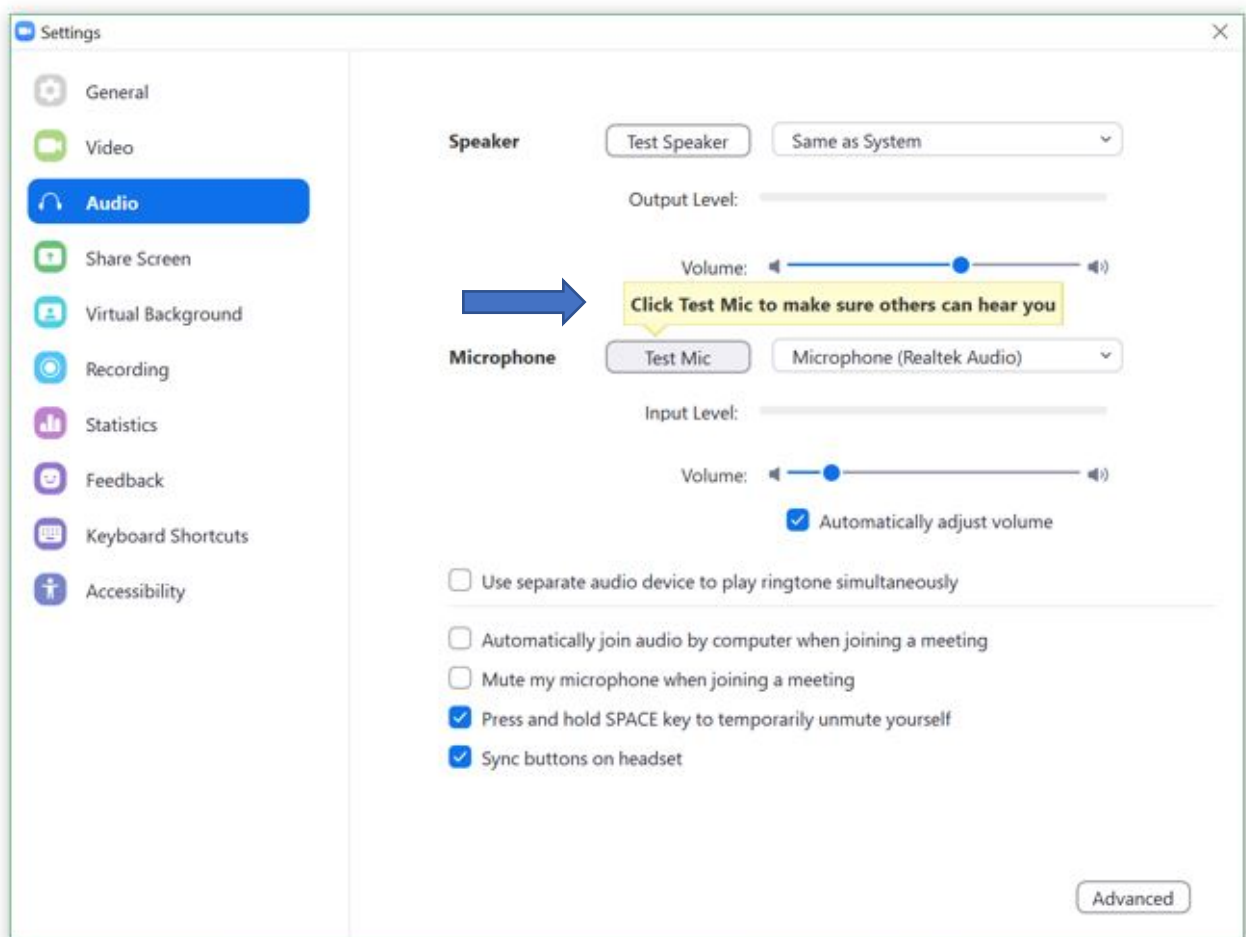 Settings
General
Video
Audio
Share Screen
Virtual Background
Recording
Statistics
Feedback
Keyboard Shortcuts
Accessibility
Speaker Test Speaker Same as System
Output Level:
Volume:
Click Test Mic to make sure others can hear you
Microphone Test Mic Microphone (Realtek Audio)
Input Level:
Volume:
Automatically adjust volume
Use separate audio device to play ringtone simultaneously
Automatically join audio by computer when joining a meeting
Mute my microphone when joining a meeting
Press and hold SPACE key to temporarily unmute yourself
Sync buttons on headset
Advanced